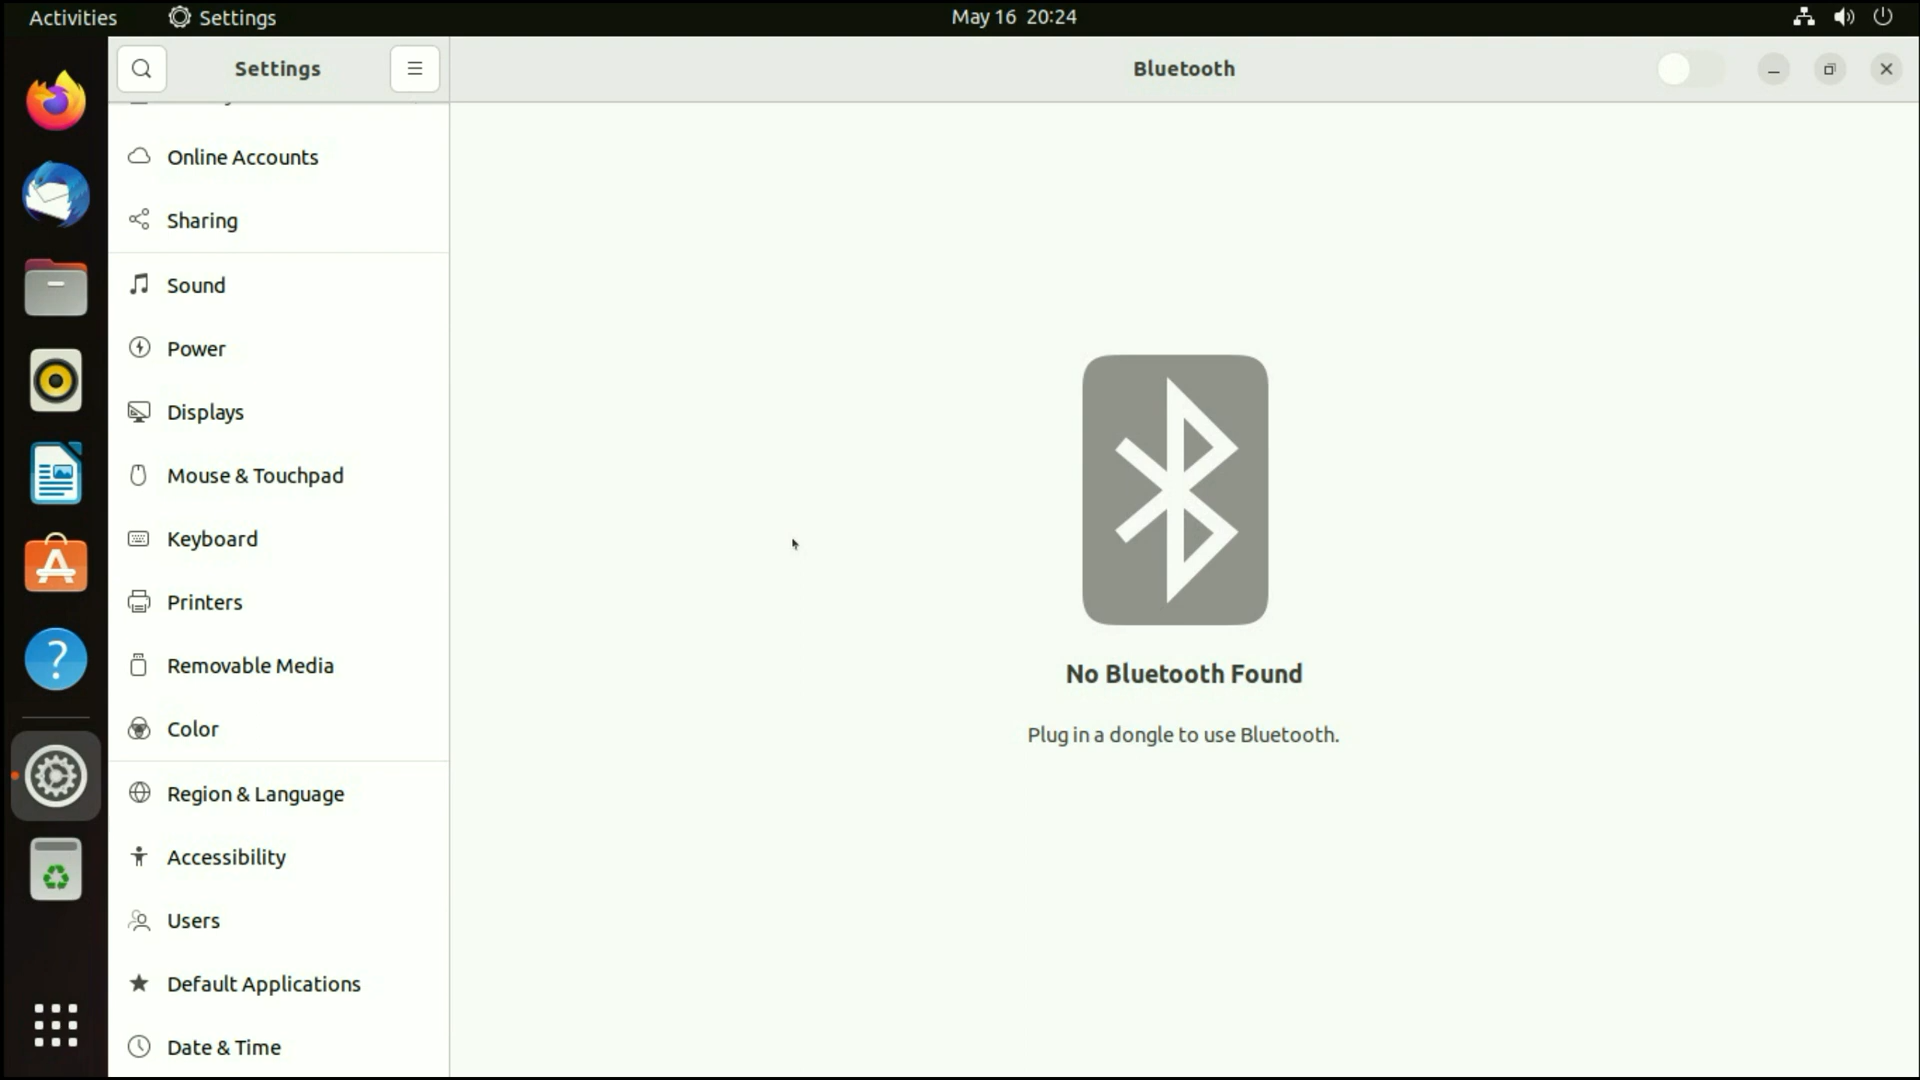 Activities
Settings
May 16 20:24
Settings
Bluetooth
Online Accounts
Sharing
Sound
Power
Displays
Mouse & Touchpad
Keyboard
Printers
Removable Media
Color
Region & Language
Accessibility
Users
Default Applications
Date & Time
No Bluetooth Found
Plug in a dongle to use Bluetooth.